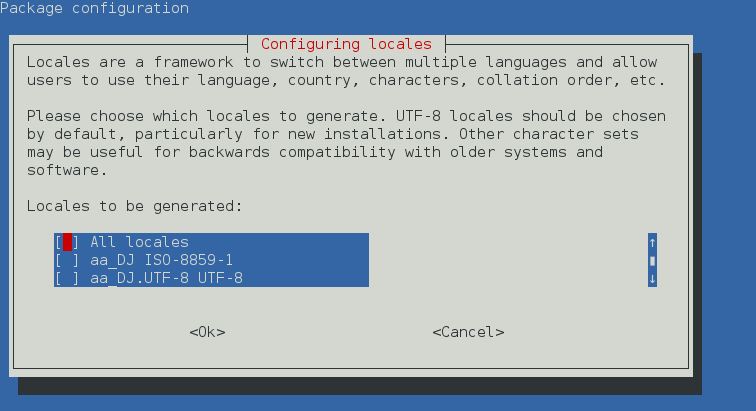 Package configuration
Configuring locales
Locales are a framework to switch between multiple languages and allow
users to use their language, country, characters, collation order, etc.
Please choose which locales to generate. UTF-8 locales should be chosen
by default, particularly for new installations. Other character sets
may be useful for backwards compatibility with older systems and
software.
Locales to be generated:
[ ] All locales
[ ] aa_DJ ISO-8859-1
[ ] aa_DJ.UTF-8 UTF-8
<Ok> <Cancel>